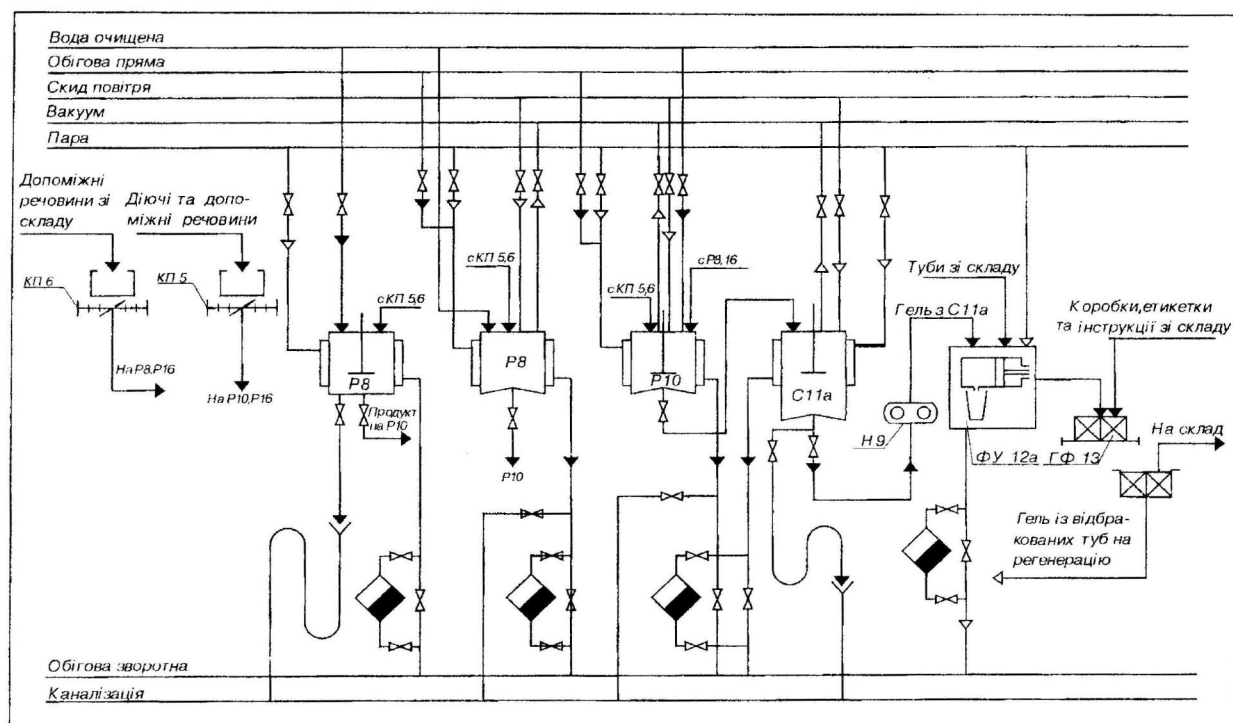 Вода очищена
Обігова пряма
Скид повітря
Вакуум
Пара
Допоміжні
речовини зі
складу
Діючі та допо-
міжні речовини
КП 6
КП 5
На Р8,Р16
На Р10,Р16
с КП 5,6
Р8
Продукт
на Р10
с КП 5,6
Р8
Р10
с КП 5,6
с Р8,16
Р10
С11а
Н 9
Гель з С11а
Туби зі складу
Коробки,етикетки
та інструкції зі складу
ФУ 12а
ГФ 13
На склад
Гель із відбра-
кованих туб на
регенерацію
Обігова зворотна
Каналізація